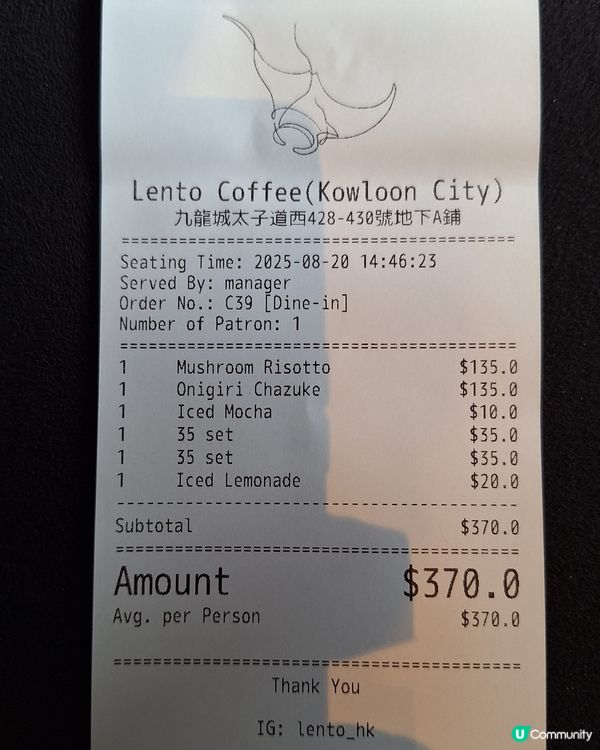 Lento Coffee(Kowloon City)
九龍城太子道西428-430號地下A鋪
==========================================
Seating Time: 2025-08-20 14:46:23
Served By: manager
Order No.: C39 [Dine-in]
Number of Patron: 1
==========================================
1 Mushroom Risotto $135.0
1 Onigiri Chazuke $135.0
1 Iced Mocha $10.0
1 35 set $35.0
1 35 set $35.0
1 Iced Lemonade $20.0
------------------------------------------
Subtotal $370.0
==========================================
Amount $370.0
Avg. per Person $370.0
==========================================
Thank You
IG: lento_hk
U Community